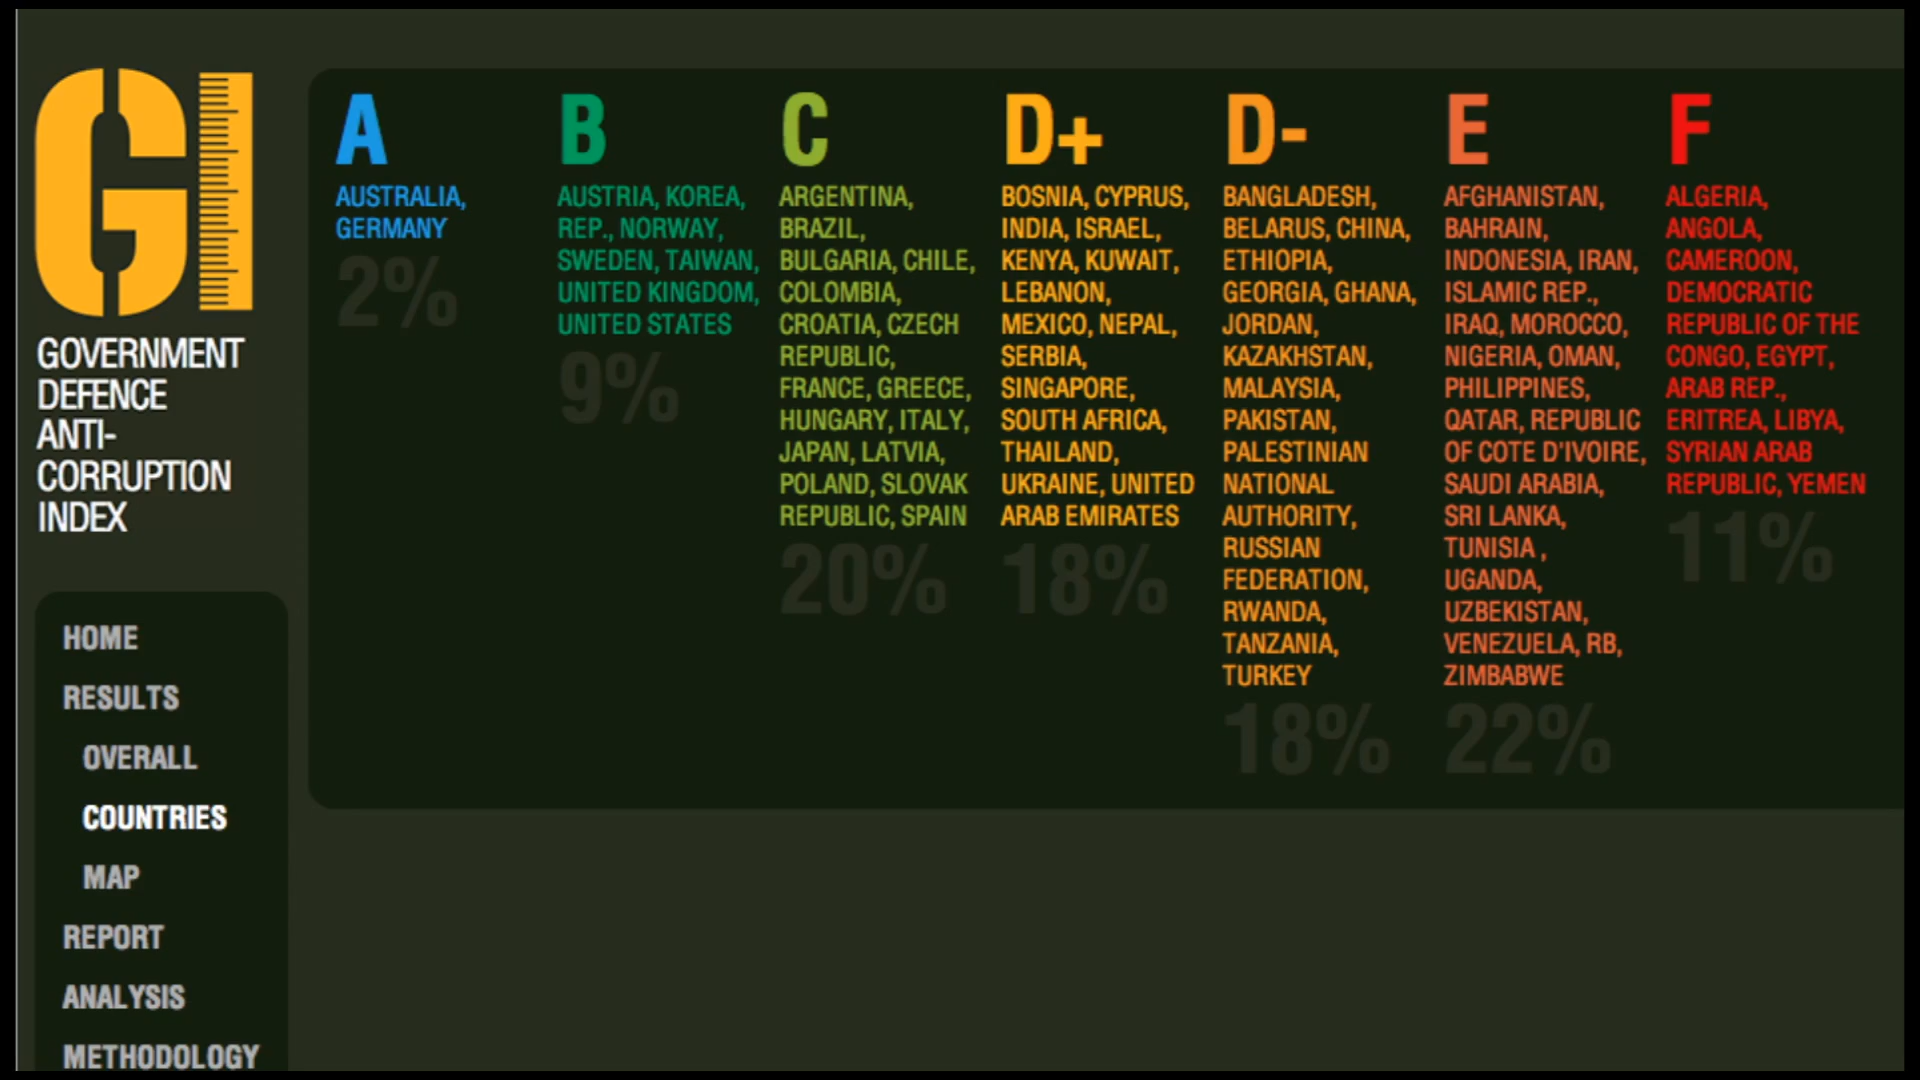 GI
GOVERNMENT
DEFENCE
ANTI-
CORRUPTION
INDEX
HOME
RESULTS
OVERALL
COUNTRIES
MAP
REPORT
ANALYSIS
METHODOLOGY
A
AUSTRALIA,
GERMANY
2%
B
AUSTRIA, KOREA,
REP., NORWAY,
SWEDEN, TAIWAN,
UNITED KINGDOM,
UNITED STATES
9%
C
ARGENTINA,
BRAZIL,
BULGARIA, CHILE,
COLOMBIA,
CROATIA, CZECH
REPUBLIC,
FRANCE, GREECE,
HUNGARY, ITALY,
JAPAN, LATVIA,
POLAND, SLOVAK
REPUBLIC, SPAIN
20%
D+
BOSNIA, CYPRUS,
INDIA, ISRAEL,
KENYA, KUWAIT,
LEBANON,
MEXICO, NEPAL,
SERBIA,
SINGAPORE,
SOUTH AFRICA,
THAILAND,
UKRAINE, UNITED
ARAB EMIRATES
18%
D-
BANGLADESH,
BELARUS, CHINA,
ETHIOPIA,
GEORGIA, GHANA,
JORDAN,
KAZAKHSTAN,
MALAYSIA,
PAKISTAN,
PALESTINIAN
NATIONAL
AUTHORITY,
RUSSIAN
FEDERATION,
RWANDA,
TANZANIA,
TURKEY
18%
E
AFGHANISTAN,
BAHRAIN,
INDONESIA, IRAN,
ISLAMIC REP.,
IRAQ, MOROCCO,
NIGERIA, OMAN,
PHILIPPINES,
QATAR, REPUBLIC
OF COTE D'IVOIRE,
SAUDI ARABIA,
SRI LANKA,
TUNISIA ,
UGANDA,
UZBEKISTAN,
VENEZUELA, RB,
ZIMBABWE
22%
F
ALGERIA,
ANGOLA,
CAMEROON,
DEMOCRATIC
REPUBLIC OF THE
CONGO, EGYPT,
ARAB REP.,
ERITREA, LIBYA,
SYRIAN ARAB
REPUBLIC, YEMEN
11%